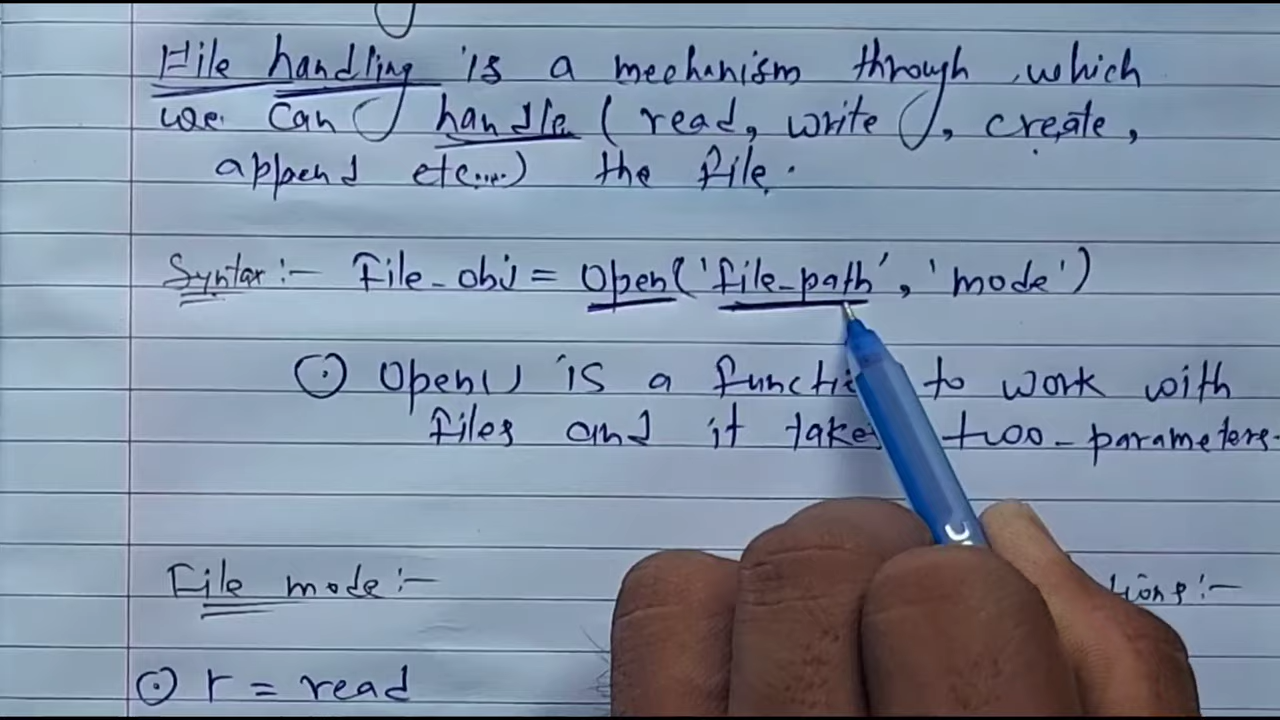 File handling is a mechanism through which
we can handle (read, write, create,
append etc....) the file.
Syntax :- File_obj = open('file_path', 'mode')
open() is a function to work with
files and it takes two-parameters.
File mode :-
r = read